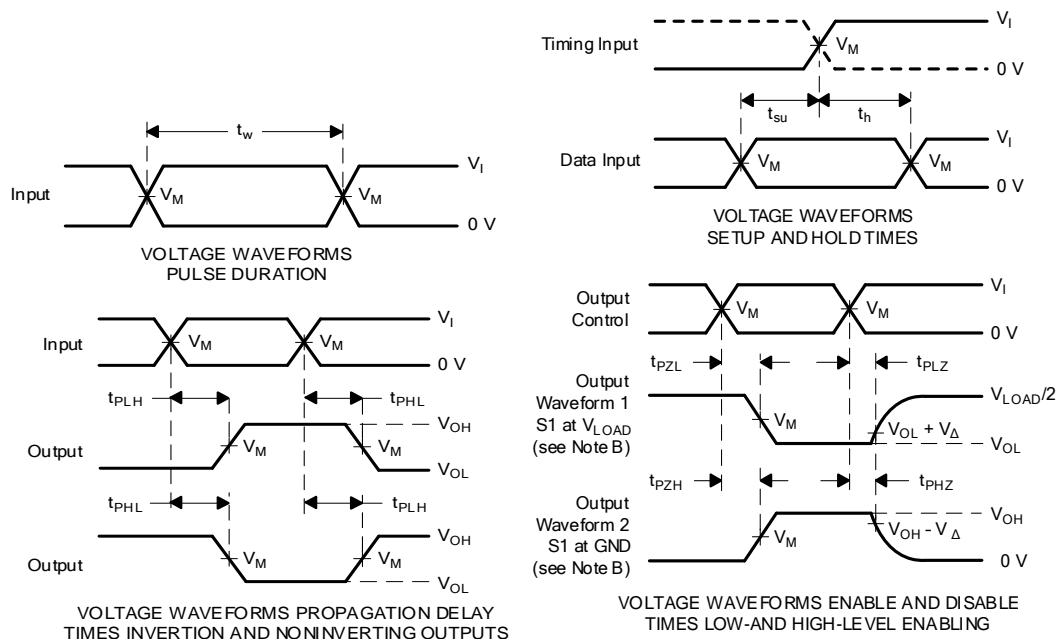 t_w
V_I
Input
V_M
V_M
0 V
VOLTAGE WAVEFORMS
PULSE DURATION
V_I
Timing Input
V_M
0 V
t_su
t_h
V_I
Data Input
V_M
V_M
0 V
VOLTAGE WAVEFORMS
SETUP AND HOLD TIMES
V_I
Input
V_M
V_M
0 V
t_PLH
t_PHL
V_OH
Output
V_M
V_M
V_OL
t_PHL
t_PLH
V_OH
Output
V_M
V_M
V_OL
VOLTAGE WAVEFORMS PROPAGATION DELAY
TIMES INVERTION AND NONINVERTING OUTPUTS
V_I
Output
Control
V_M
V_M
0 V
t_PZL
t_PLZ
Output
Waveform 1
S1 at V_LOAD
(see Note B)
V_LOAD/2
V_M
V_OL + V_Δ
V_OL
t_PZH
t_PHZ
Output
Waveform 2
S1 at GND
(see Note B)
V_OH
V_M
V_OH - V_Δ
0 V
VOLTAGE WAVEFORMS ENABLE AND DISABLE
TIMES LOW-AND HIGH-LEVEL ENABLING